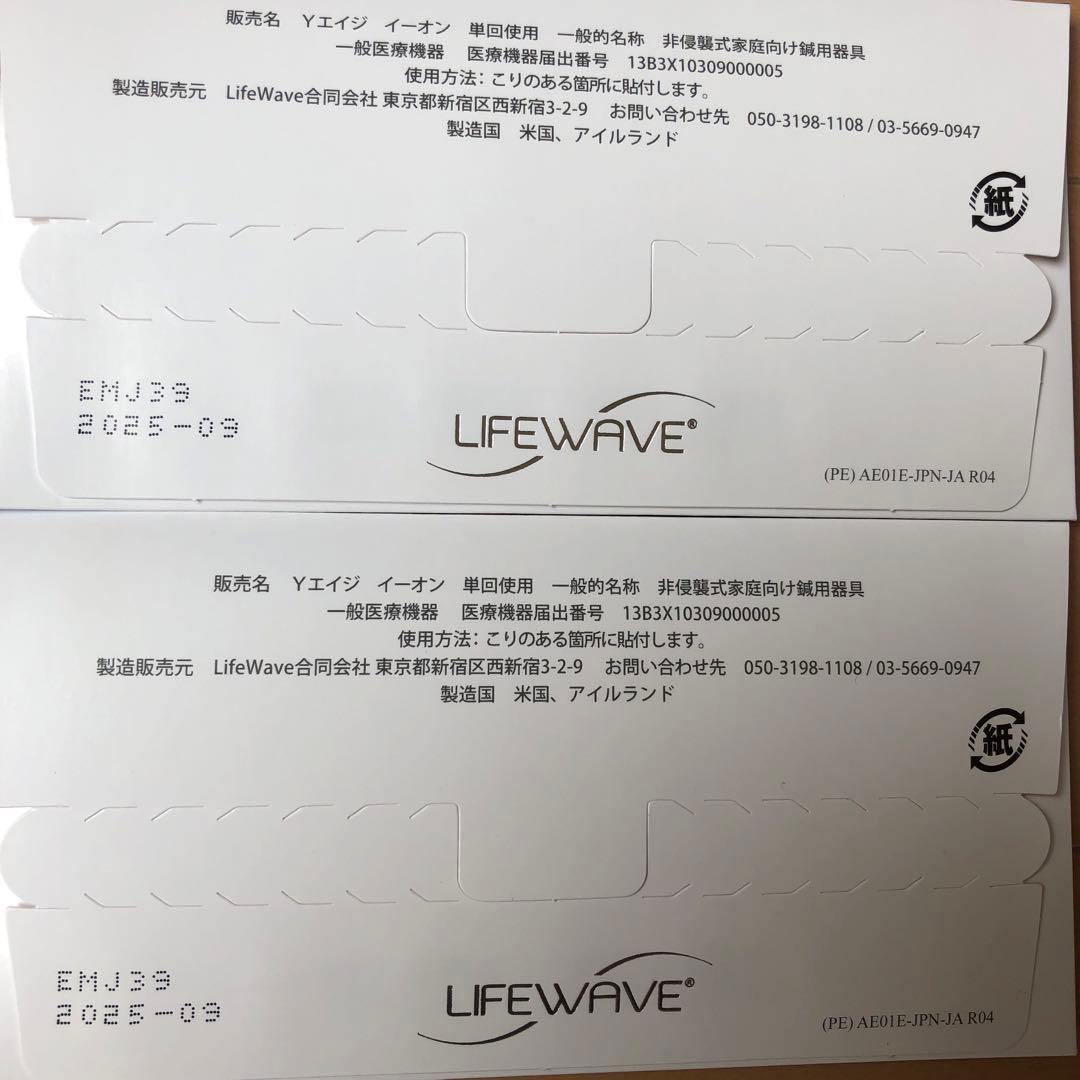 販売名 Yエイジ イーオン 単回使用 一般的名称 非侵襲式家庭向け鍼用器具
一般医療機器 医療機器届出番号 13B3X10309000005
使用方法：こりのある箇所に貼付します。
製造販売元 LifeWave合同会社 東京都新宿区西新宿3-2-9 お問い合わせ先 050-3198-1108 / 03-5669-0947
製造国 米国、アイルランド
紙
EMJ39
2025-09
LIFEWAVE®
(PE) AE01E-JPN-JA R04
販売名 Yエイジ イーオン 単回使用 一般的名称 非侵襲式家庭向け鍼用器具
一般医療機器 医療機器届出番号 13B3X10309000005
使用方法：こりのある箇所に貼付します。
製造販売元 LifeWave合同会社 東京都新宿区西新宿3-2-9 お問い合わせ先 050-3198-1108 / 03-5669-0947
製造国 米国、アイルランド
紙
EMJ39
2025-09
LIFEWAVE®
(PE) AE01E-JPN-JA R04